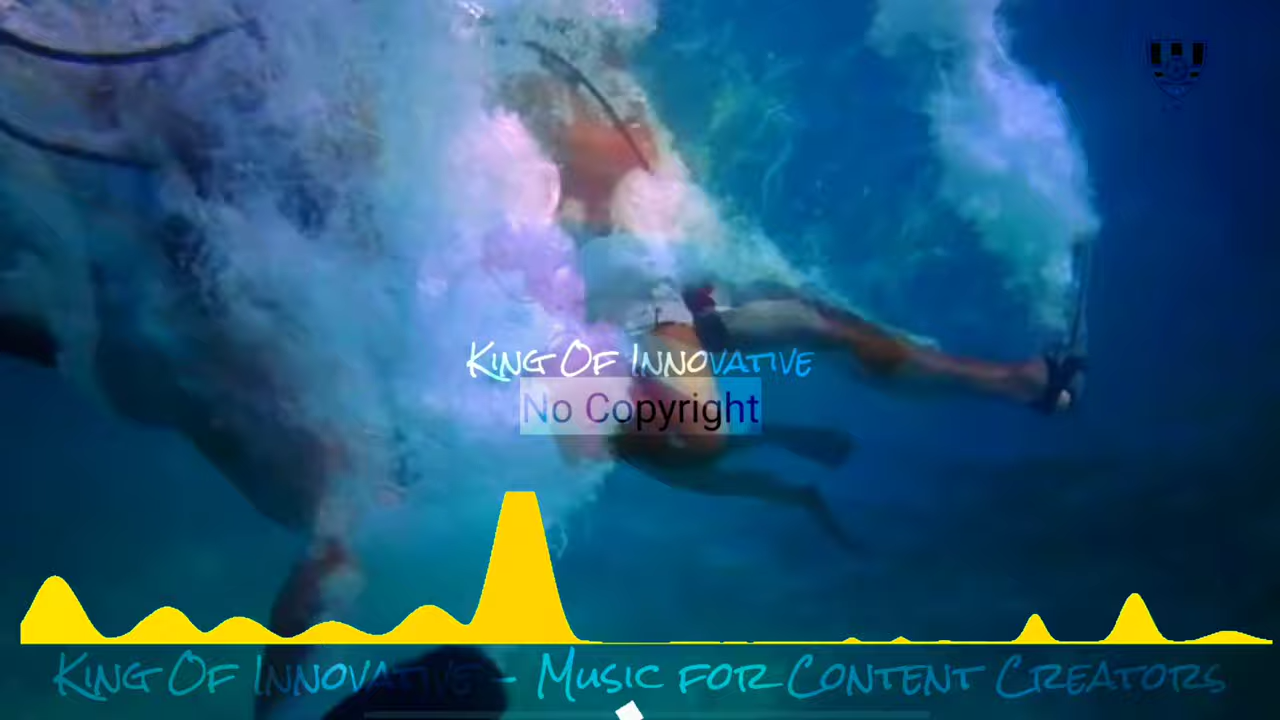 King Of Innovative
No Copyright
King Of Innovative - Music for Content Creators